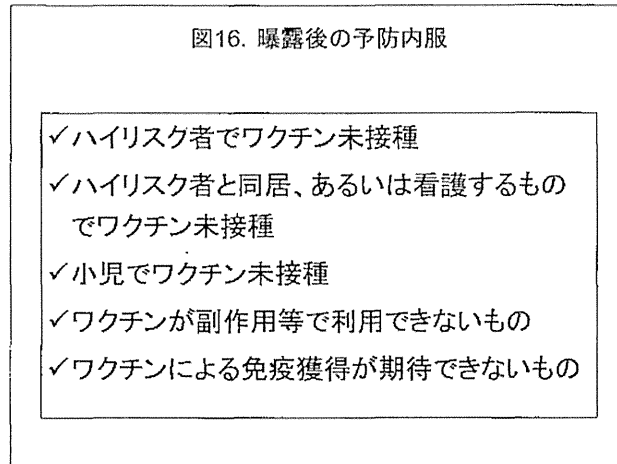 図16. 曝露後の予防内服
✓ハイリスク者でワクチン未接種
✓ハイリスク者と同居、あるいは看護するもの
でワクチン未接種
✓小児でワクチン未接種
✓ワクチンが副作用等で利用できないもの
✓ワクチンによる免疫獲得が期待できないもの